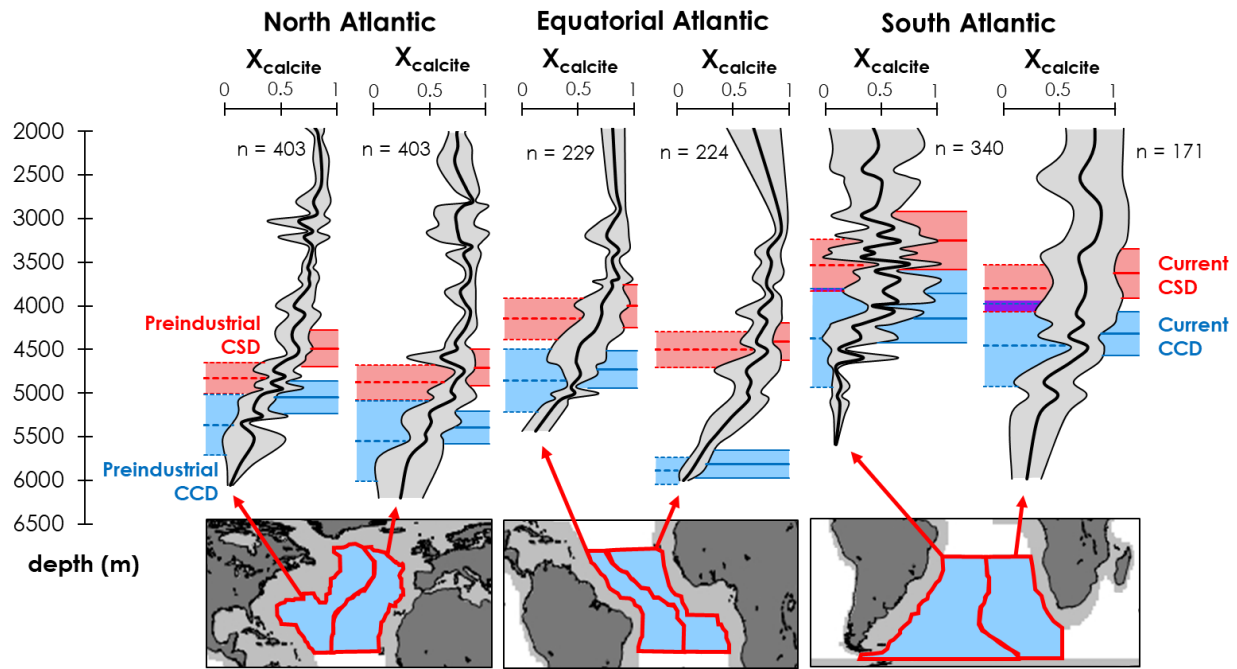 North Atlantic
Equatorial Atlantic
South Atlantic
Xcalcite
Xcalcite
Xcalcite
Xcalcite
Xcalcite
Xcalcite
0 0.5 1
0 0.5 1
0 0.5 1
0 0.5 1
0 0.5 1
0 0.5 1
n = 403
n = 403
n = 229
n = 224
n = 340
n = 171
2000
2500
3000
3500
4000
4500
5000
5500
6000
6500
depth (m)
Preindustrial
CSD
Preindustrial
CCD
Current
CSD
Current
CCD